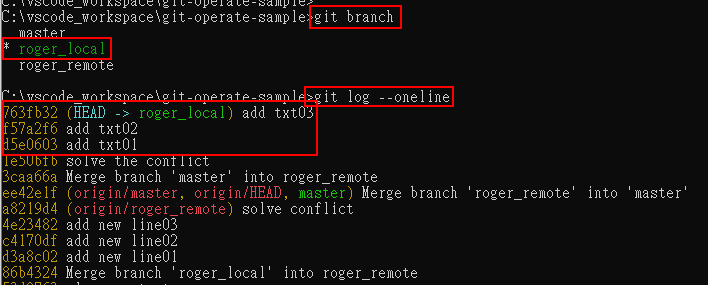 C:\vscode_workspace\git-operate-sample>
C:\vscode_workspace\git-operate-sample>git branch
master
* roger_local
roger_remote
C:\vscode_workspace\git-operate-sample>git log --oneline
763fb32 (HEAD -> roger_local) add txt03
f57a2f6 add txt02
d5e0603 add txt01
1e50bf6 solve the conflict
3caa66a Merge branch 'master' into roger_remote
ee42e1f (origin/master, origin/HEAD, master) Merge branch 'roger_remote' into 'master'
a8219d4 (origin/roger_remote) solve conflict
4e23482 add new line03
c4170df add new line02
d3a8c02 add new line01
86b4324 Merge branch 'roger_local' into roger_remote